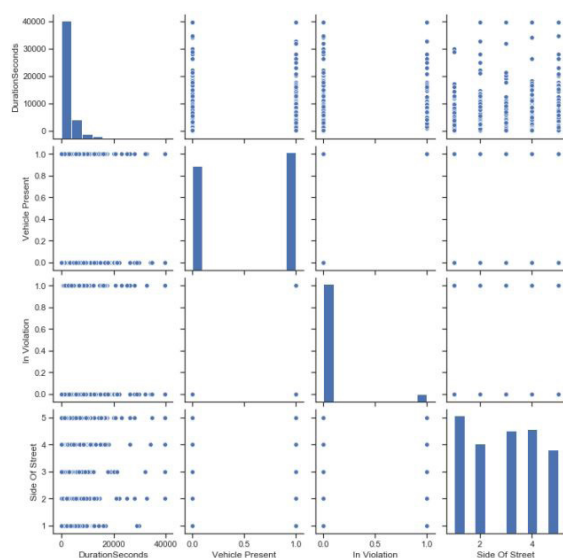 40000
30000
20000
10000
0
DurationSeconds
1.0
0.8
0.6
0.4
0.2
0.0
Vehicle Present
1.0
0.8
0.6
0.4
0.2
0.0
In Violation
5
4
3
2
1
Side Of Street
0 20000 40000
DurationSeconds
0.0 0.5 1.0
Vehicle Present
0.0 0.5 1.0
In Violation
2 4
Side Of Street